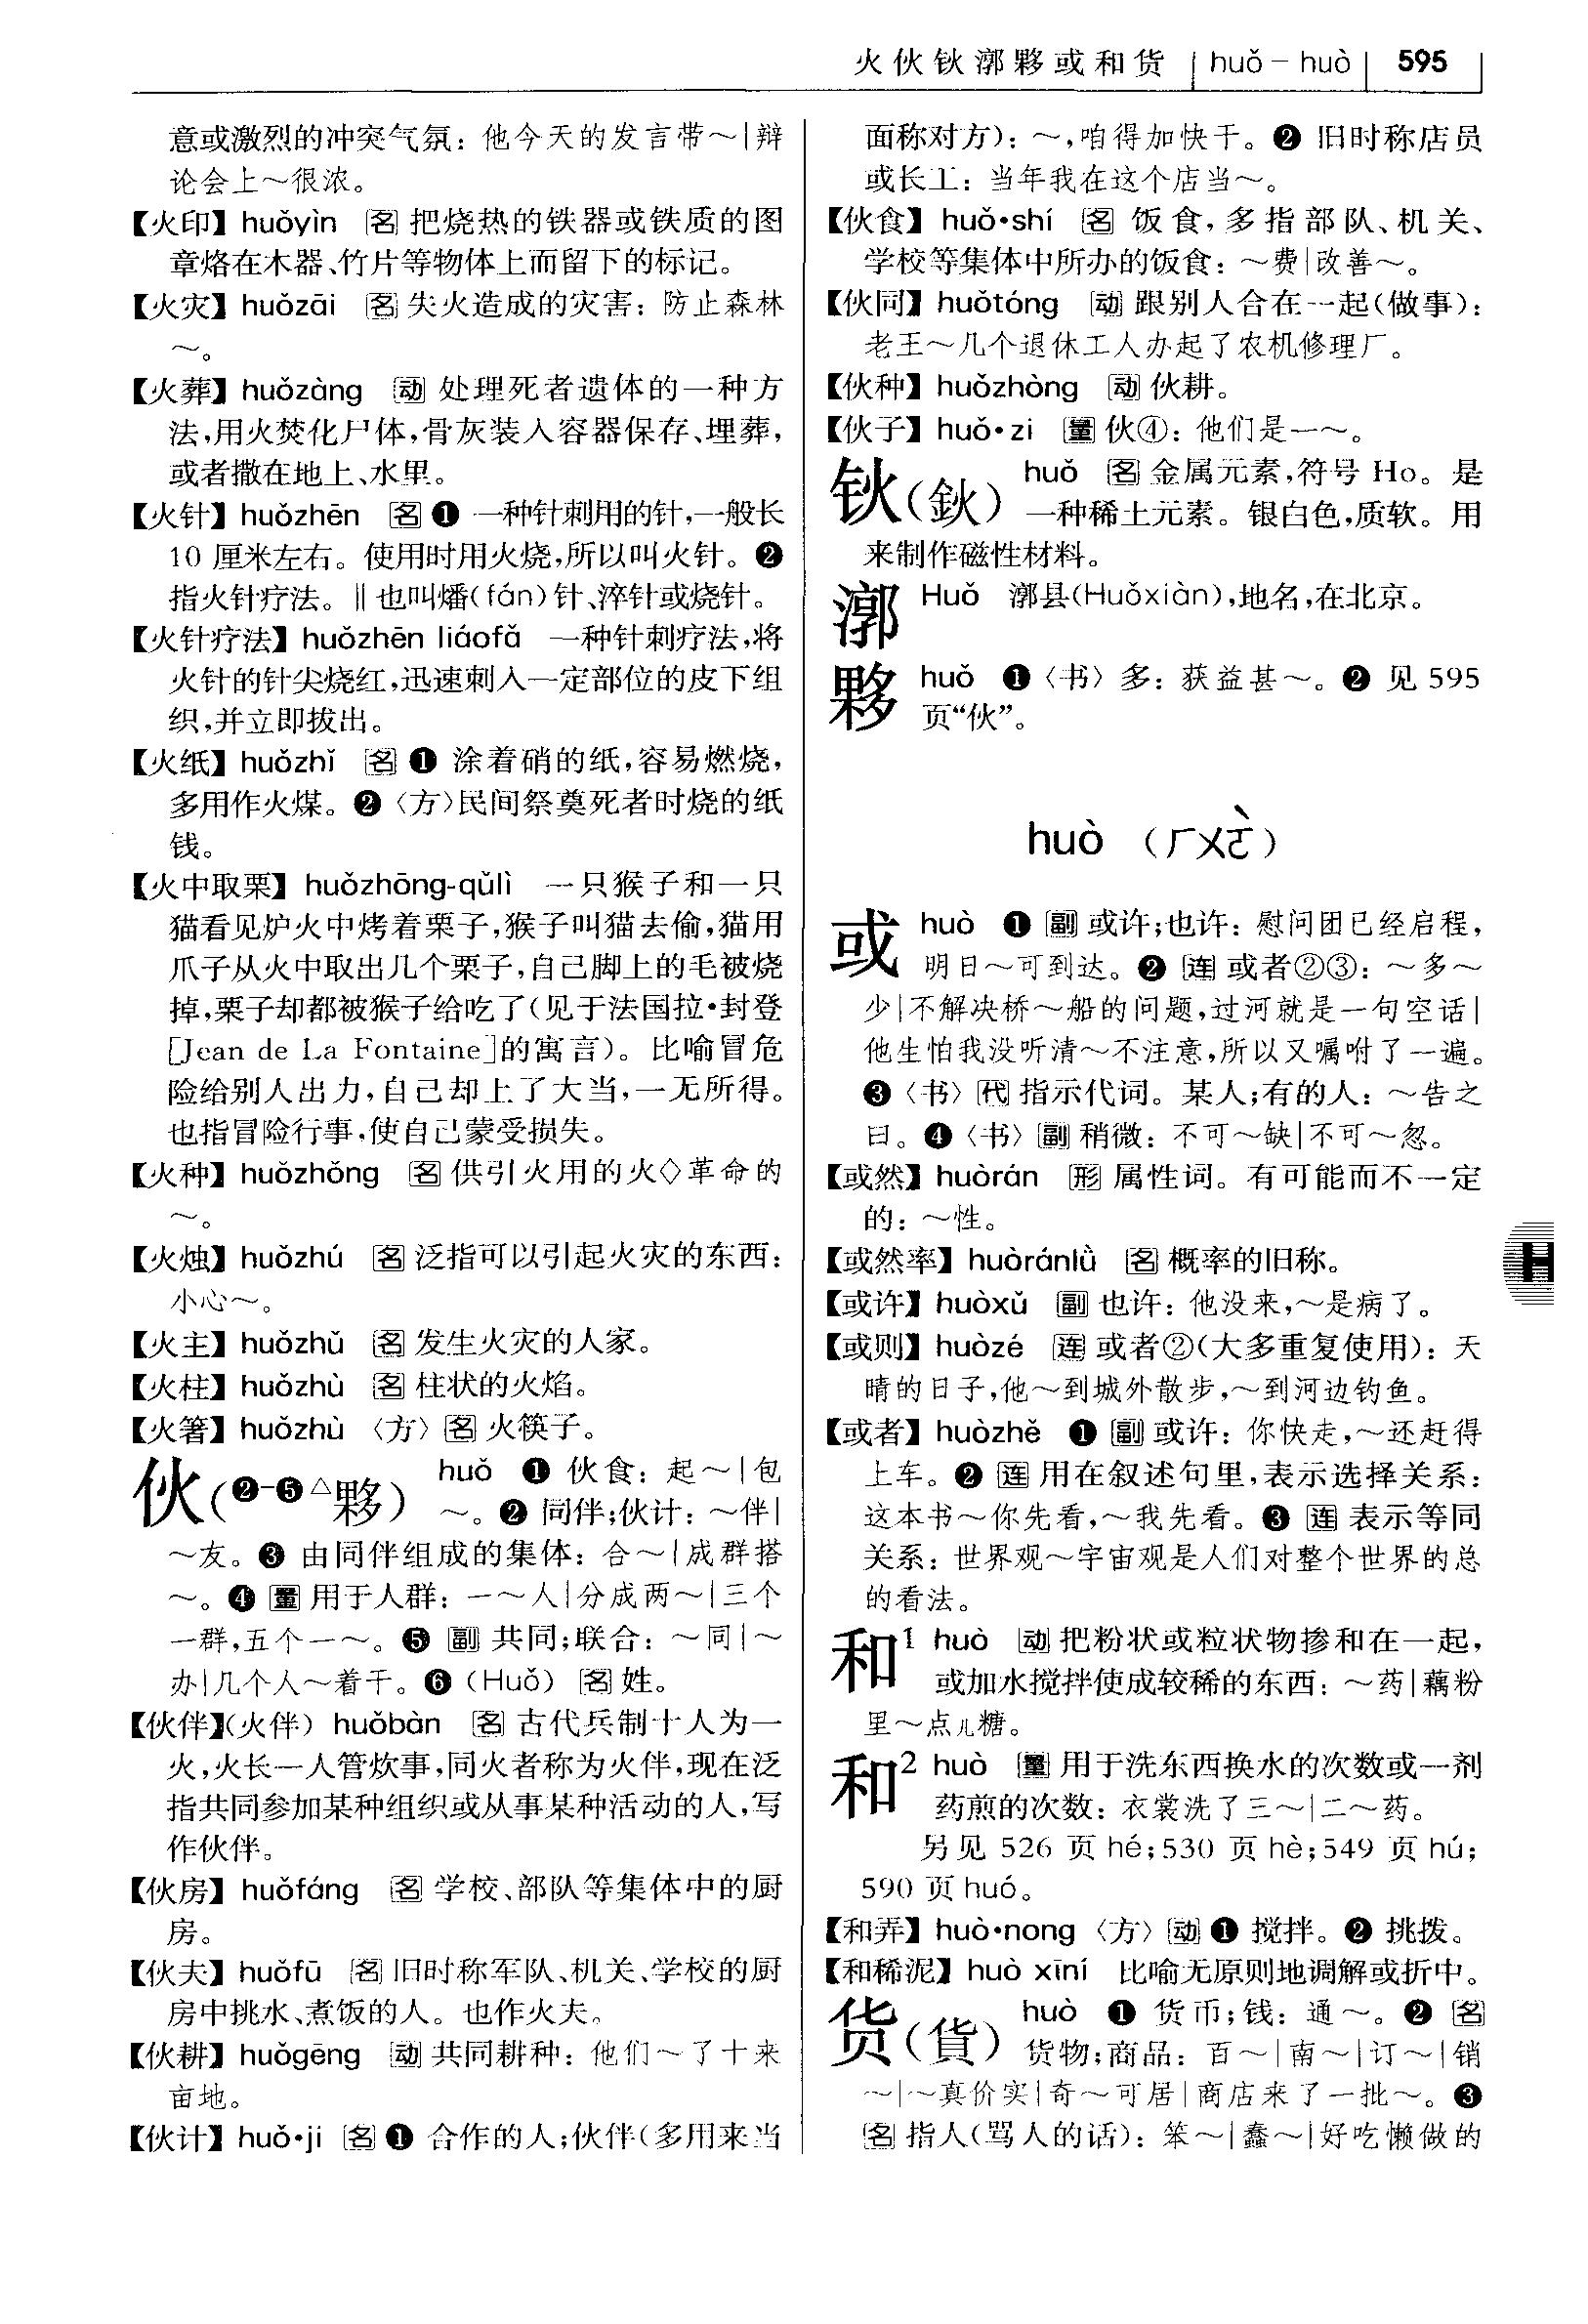 火伙钬漷夥或和货 | huǒ－huò | 595
意或激烈的冲突气氛：他今天的发言带～|辩
论会上～很浓。
【火印】huǒyìn 名 把烧热的铁器或铁质的图
章烙在木器、竹片等物体上而留下的标记。
【火灾】huǒzāi 名 失火造成的灾害：防止森林
～。
【火葬】huǒzàng 动 处理死者遗体的一种方
法，用火焚化尸体，骨灰装入容器保存、埋葬，
或者撒在地上、水里。
【火针】huǒzhēn 名 ❶ 一种针刺用的针，一般长
10 厘米左右。使用时用火烧，所以叫火针。❷
指火针疗法。‖也叫燔(fán)针、淬针或烧针。
【火针疗法】huǒzhēn liáofǎ 一种针刺疗法，将
火针的针尖烧红，迅速刺入一定部位的皮下组
织，并立即拔出。
【火纸】huǒzhǐ 名 ❶ 涂着硝的纸，容易燃烧，
多用作火煤。❷〈方〉民间祭奠死者时烧的纸
钱。
【火中取栗】huǒzhōng-qǔlì 一只猴子和一只
猫看见炉火中烤着栗子，猴子叫猫去偷，猫用
爪子从火中取出几个栗子，自己脚上的毛被烧
掉，栗子却都被猴子给吃了（见于法国拉·封登
[Jean de La Fontaine]的寓言）。比喻冒危
险给别人出力，自己却上了大当，一无所得。
也指冒险行事，使自己蒙受损失。
【火种】huǒzhǒng 名 供引火用的火◇革命的
～。
【火烛】huǒzhú 名 泛指可以引起火灾的东西：
小心～。
【火主】huǒzhǔ 名 发生火灾的人家。
【火柱】huǒzhù 名 柱状的火焰。
【火箸】huǒzhù〈方〉名 火筷子。
伙（❷-❺△夥） huǒ ❶ 伙食：起～|包
～。❷ 同伴；伙计：～伴|
～友。❸ 由同伴组成的集体：合～|成群搭
～。❹ 量 用于人群：一～人|分成两～|三个
一群，五个一～。❺ 副 共同；联合：～同|～
办|几个人～着干。❻（Huǒ）名 姓。
【伙伴】（火伴）huǒbàn 名 古代兵制十人为一
火，火长一人管炊事，同火者称为火伴，现在泛
指共同参加某种组织或从事某种活动的人，写
作伙伴。
【伙房】huǒfáng 名 学校、部队等集体中的厨
房。
【伙夫】huǒfū 名 旧时称军队、机关、学校的厨
房中挑水、煮饭的人。也作火夫。
【伙耕】huǒgēng 动 共同耕种：他们～了十来
亩地。
【伙计】huǒ·ji 名 ❶ 合作的人；伙伴（多用来当
面称对方）：～，咱得加快干。❷ 旧时称店员
或长工：当年我在这个店当～。
【伙食】huǒ·shí 名 饭食，多指部队、机关、
学校等集体中所办的饭食：～费|改善～。
【伙同】huǒtóng 动 跟别人合在一起（做事）：
老王～几个退休工人办起了农机修理厂。
【伙种】huǒzhòng 动 伙耕。
【伙子】huǒ·zi 量 伙④：他们是一～。
钬（鈥） huǒ 名 金属元素，符号 Ho。是
一种稀土元素。银白色，质软。用
来制作磁性材料。
漷 Huǒ 漷县(Huǒxiàn)，地名，在北京。
夥 huǒ ❶〈书〉多：获益甚～。❷ 见 595
页“伙”。
huò （ㄏㄨㄛˋ）
或 huò ❶ 副 或许；也许：慰问团已经启程，
明日～可到达。❷ 连 或者②③：～多～
少|不解决桥～船的问题，过河就是一句空话|
他生怕我没听清～不注意，所以又嘱咐了一遍。
❸〈书〉代 指示代词。某人；有的人：～告之
曰。❹〈书〉副 稍微：不可～缺|不可～忽。
【或然】huòrán 形 属性词。有可能而不一定
的：～性。
【或然率】huòránlǜ 名 概率的旧称。
【或许】huòxǔ 副 也许：他没来，～是病了。
【或则】huòzé 连 或者②（大多重复使用）：天
晴的日子，他～到城外散步，～到河边钓鱼。
【或者】huòzhě ❶ 副 或许：你快走，～还赶得
上车。❷ 连 用在叙述句里，表示选择关系：
这本书～你先看，～我先看。❸ 连 表示等同
关系：世界观～宇宙观是人们对整个世界的总
的看法。
和¹ huò 动 把粉状或粒状物掺和在一起，
或加水搅拌使成较稀的东西：～药|藕粉
里～点儿糖。
和² huò 量 用于洗东西换水的次数或一剂
药煎的次数：衣裳洗了三～|二～药。
另见 526 页 hé；530 页 hè；549 页 hú；
590 页 huó。
【和弄】huò·nong〈方〉动 ❶ 搅拌。❷ 挑拨。
【和稀泥】huò xīní 比喻无原则地调解或折中。
货（貨） huò ❶ 货币；钱：通～。❷ 名
货物；商品：百～|南～|订～|销
～|～真价实|奇～可居|商店来了一批～。❸
名 指人（骂人的话）：笨～|蠢～|好吃懒做的
H